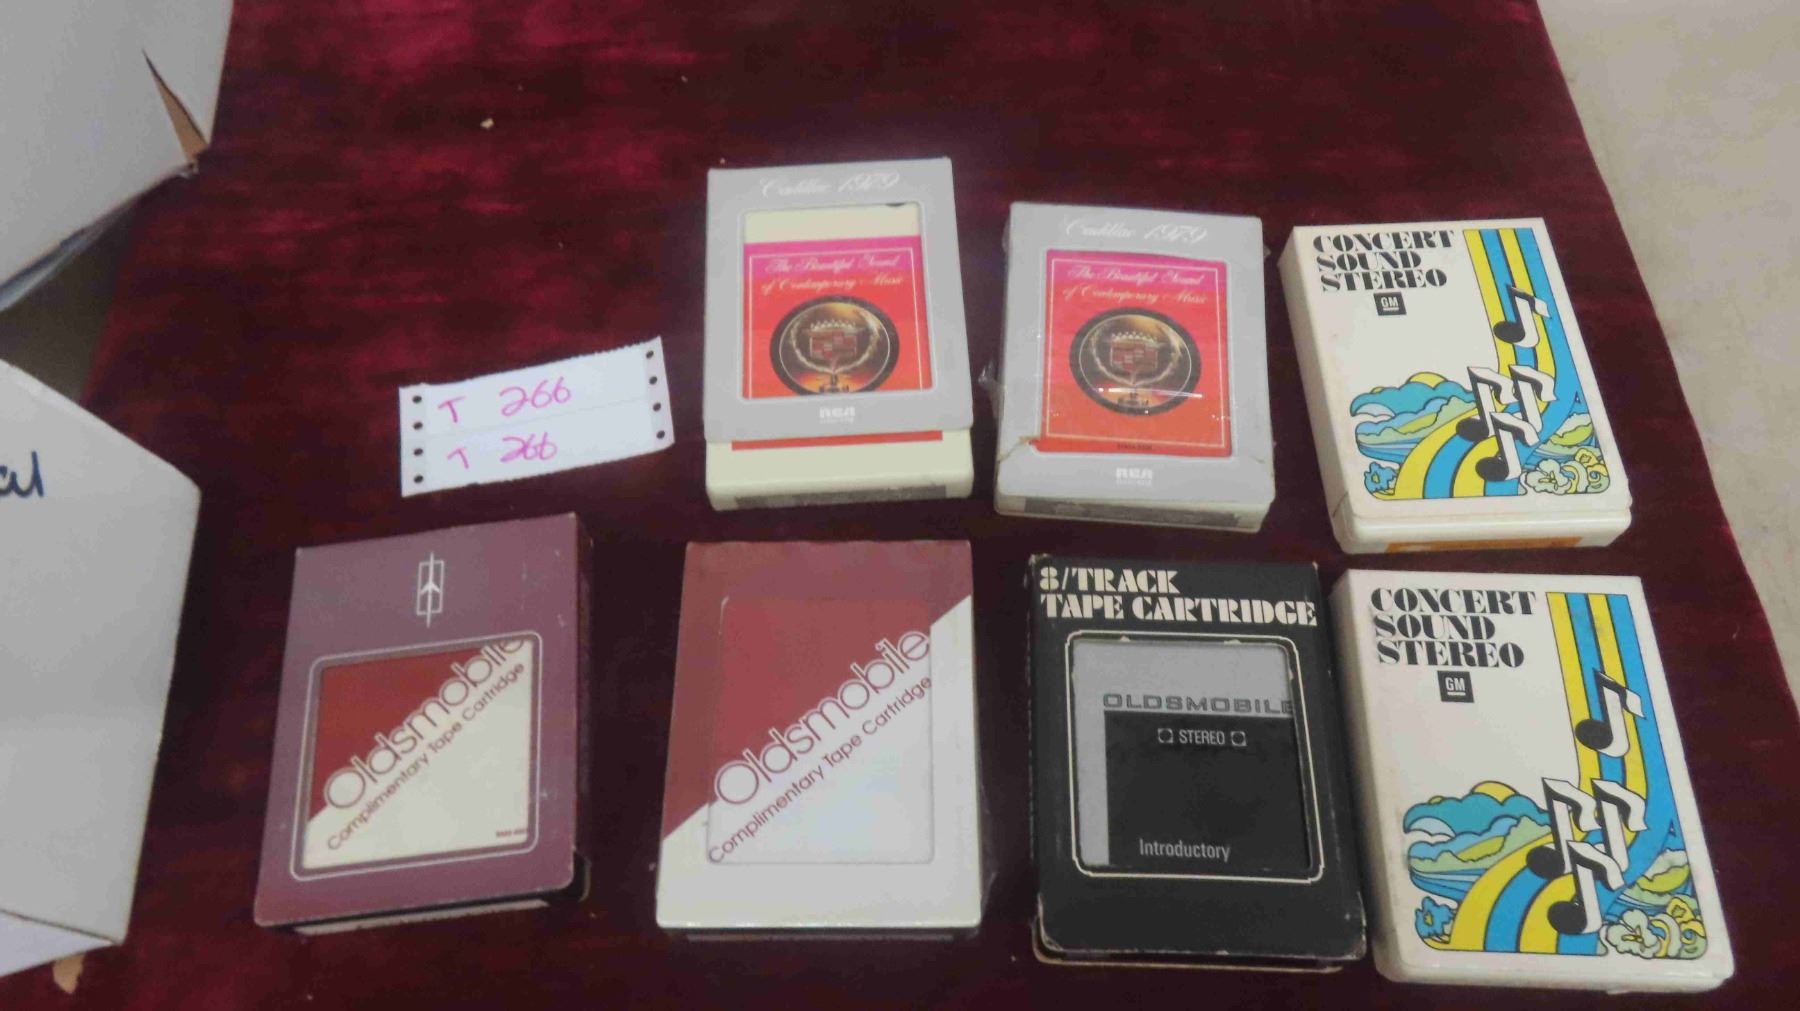 Cadillac 1979
The Beautiful Sound
of Contemporary Music
RCA
Cadillac 1979
The Beautiful Sound
of Contemporary Music
RCA
CONCERT
SOUND
STEREO
GM
T 266
T 266
al
Oldsmobile
Complimentary Tape Cartridge
Oldsmobile
Complimentary Tape Cartridge
8/TRACK
TAPE CARTRIDGE
OLDSMOBILE
STEREO
Introductory
CONCERT
SOUND
STEREO
GM